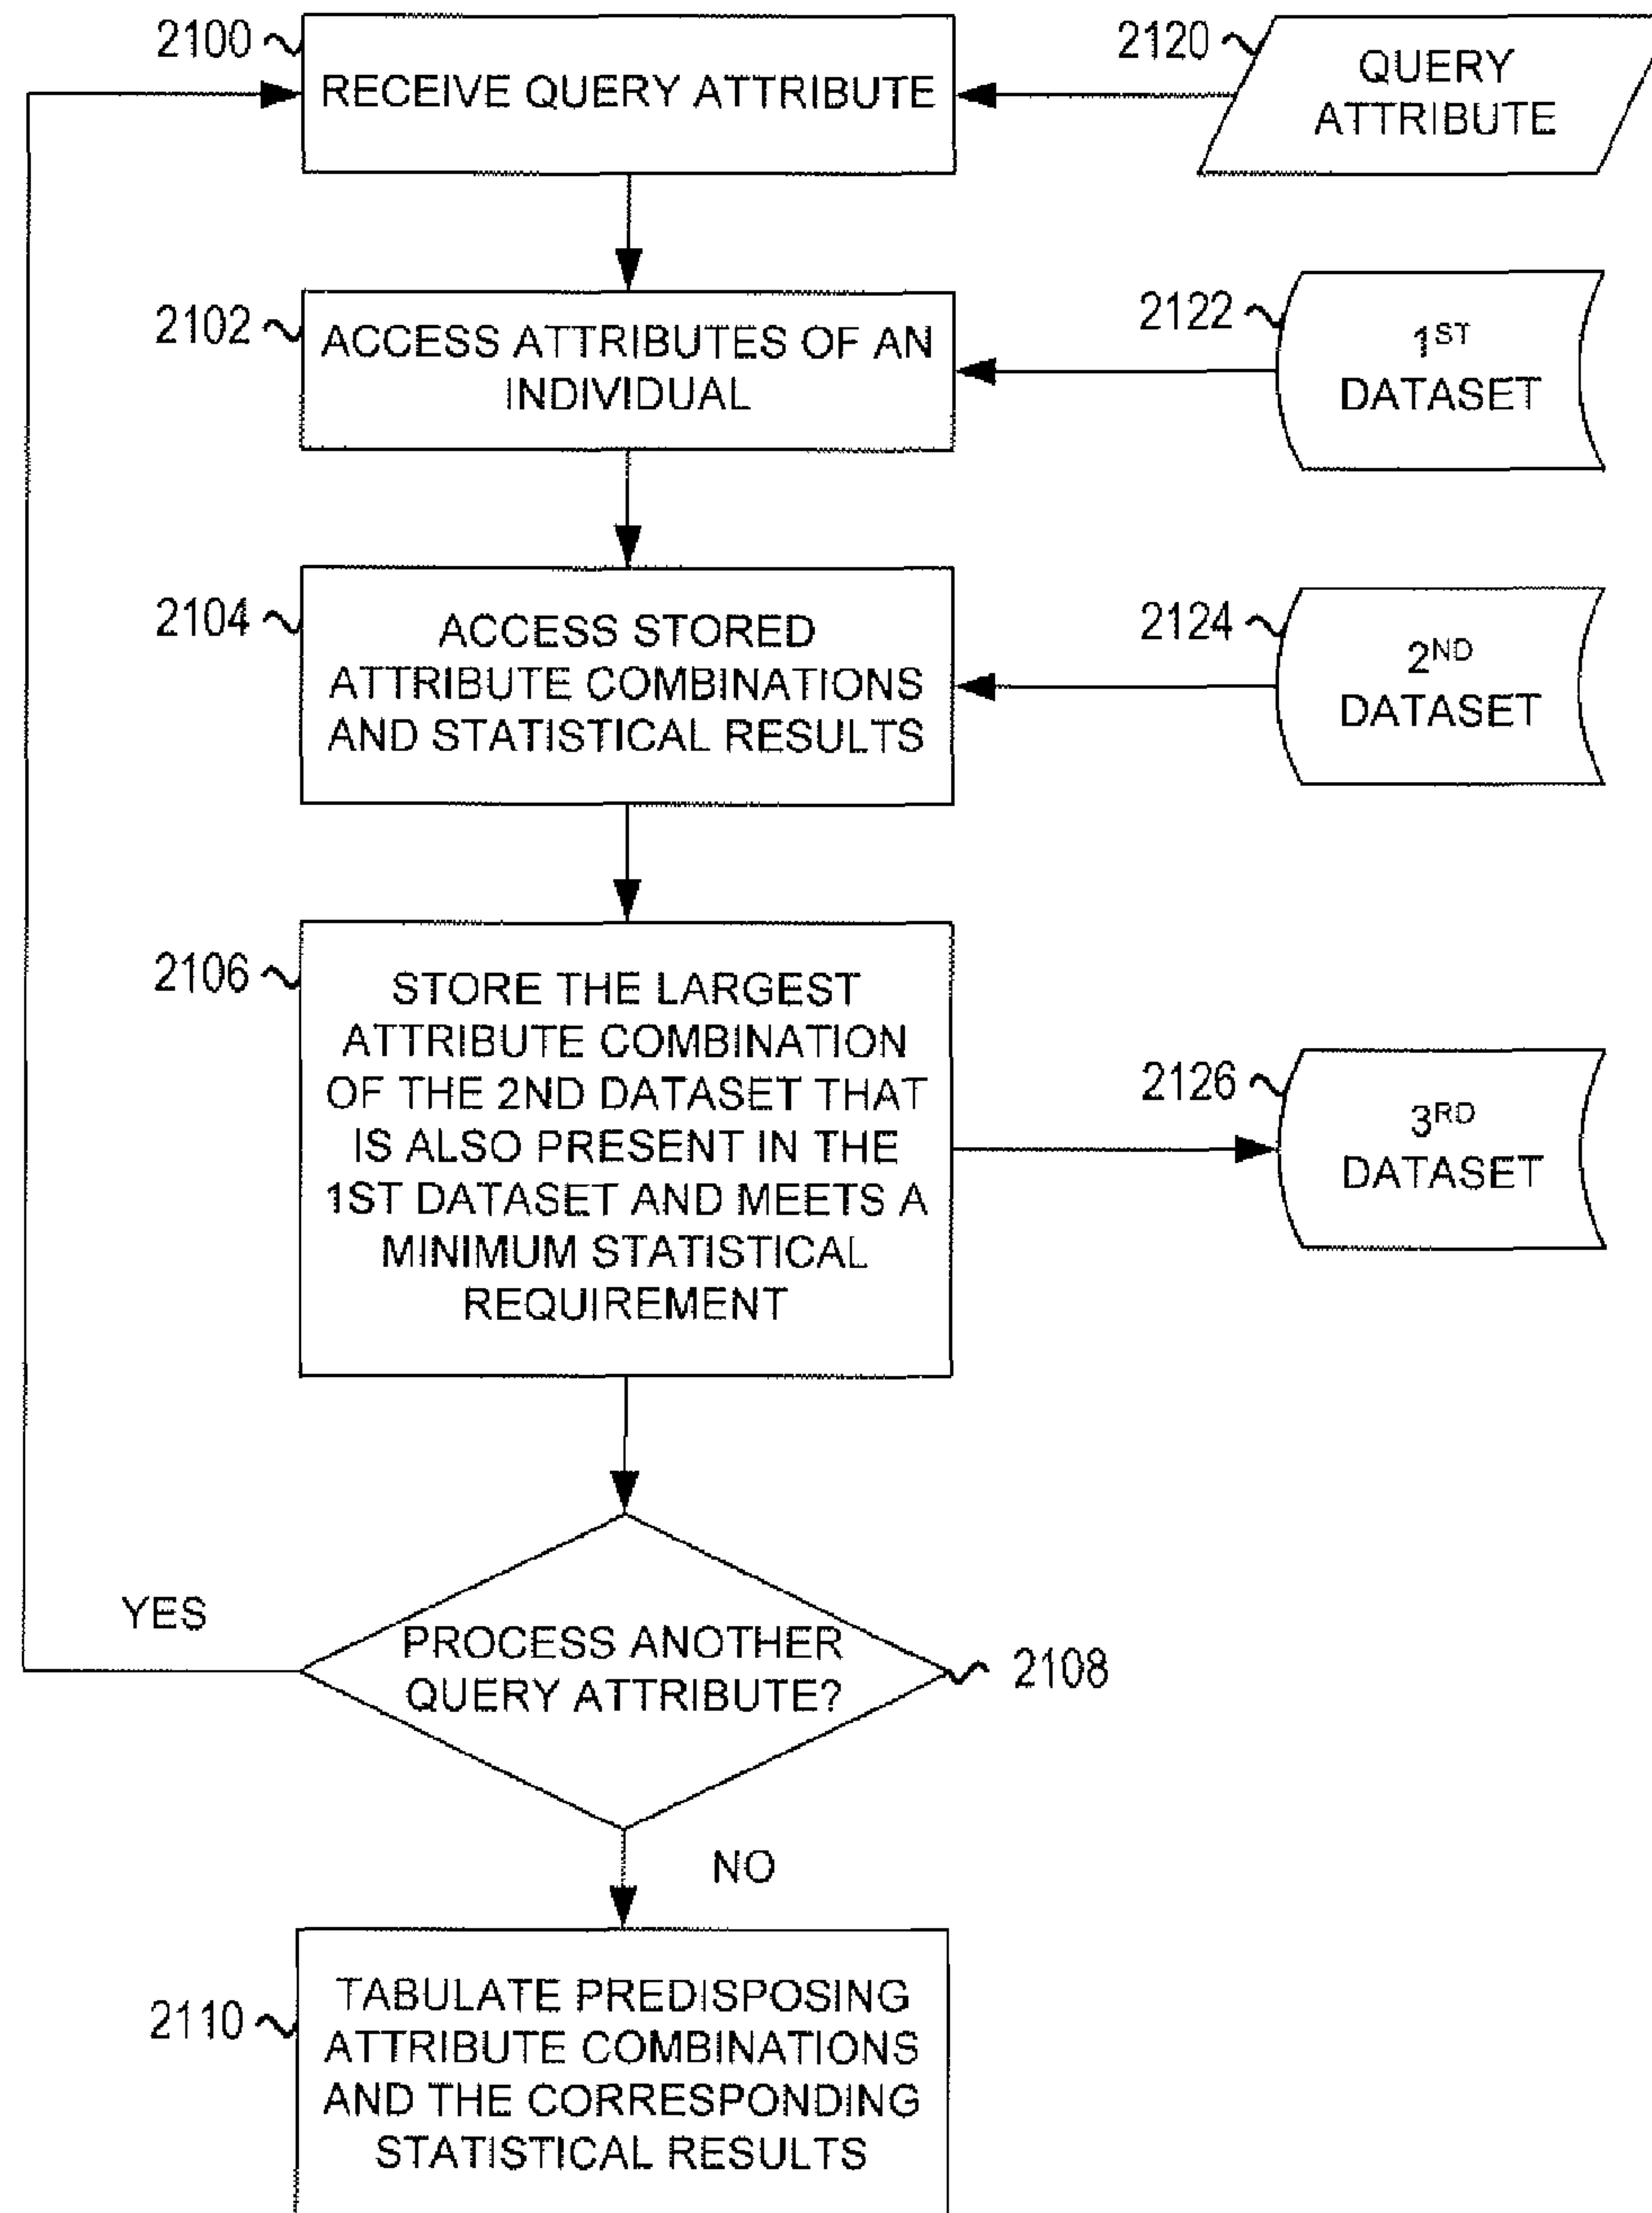 2100
RECEIVE QUERY ATTRIBUTE
2120
QUERY
ATTRIBUTE
2102
ACCESS ATTRIBUTES OF AN
INDIVIDUAL
2122
1ST
DATASET
2104
ACCESS STORED
ATTRIBUTE COMBINATIONS
AND STATISTICAL RESULTS
2124
2ND
DATASET
2106
STORE THE LARGEST
ATTRIBUTE COMBINATION
OF THE 2ND DATASET THAT
IS ALSO PRESENT IN THE
1ST DATASET AND MEETS A
MINIMUM STATISTICAL
REQUIREMENT
2126
3RD
DATASET
YES
PROCESS ANOTHER
QUERY ATTRIBUTE?
2108
NO
2110
TABULATE PREDISPOSING
ATTRIBUTE COMBINATIONS
AND THE CORRESPONDING
STATISTICAL RESULTS